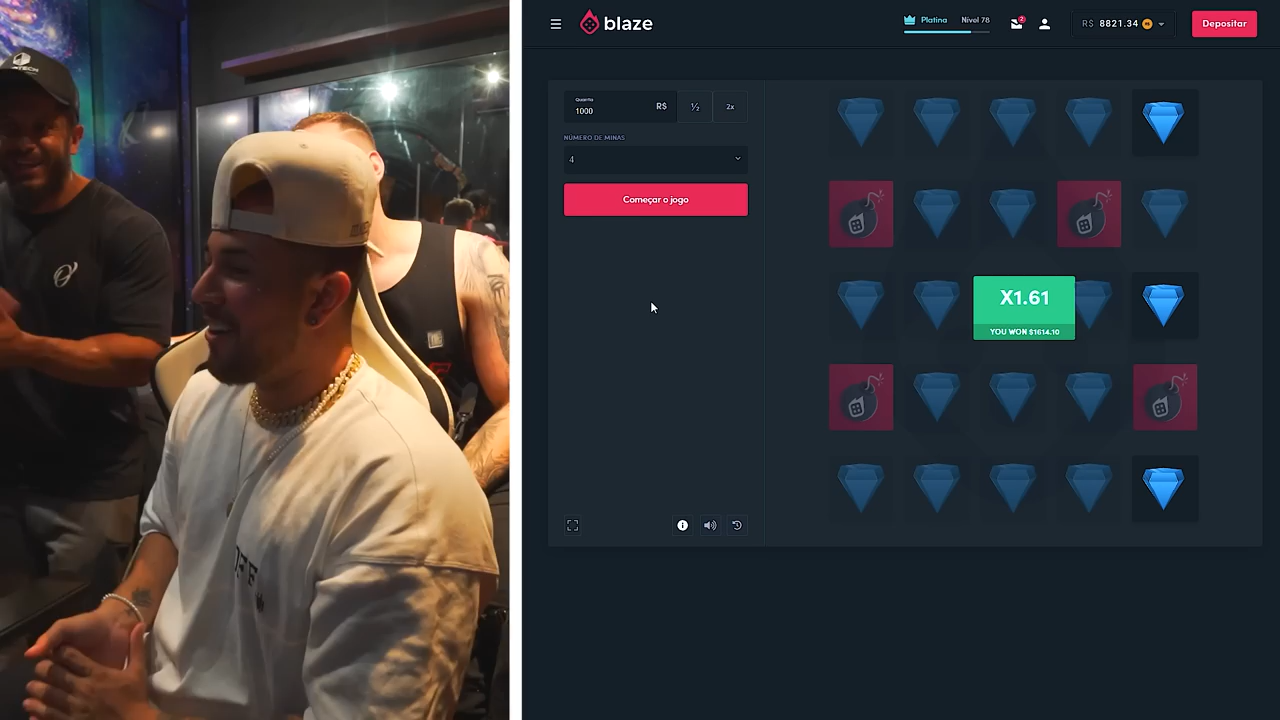 blaze
Platina
Nível 78
2
R$ 8821.34
Depositar
Quantia
1000
R$
½
2x
NÚMERO DE MINAS
4
Começar o jogo
X1.61
YOU WON $1614.10